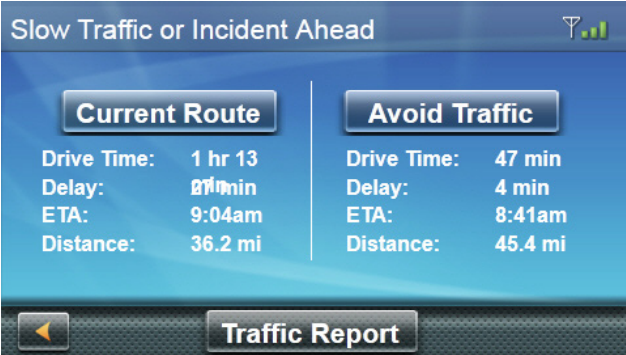 Slow Traffic or Incident Ahead
Current Route
Drive Time: 1 hr 13
min
Delay: 27 min
ETA: 9:04am
Distance: 36.2 mi
Avoid Traffic
Drive Time: 47 min
Delay: 4 min
ETA: 8:41am
Distance: 45.4 mi
Traffic Report